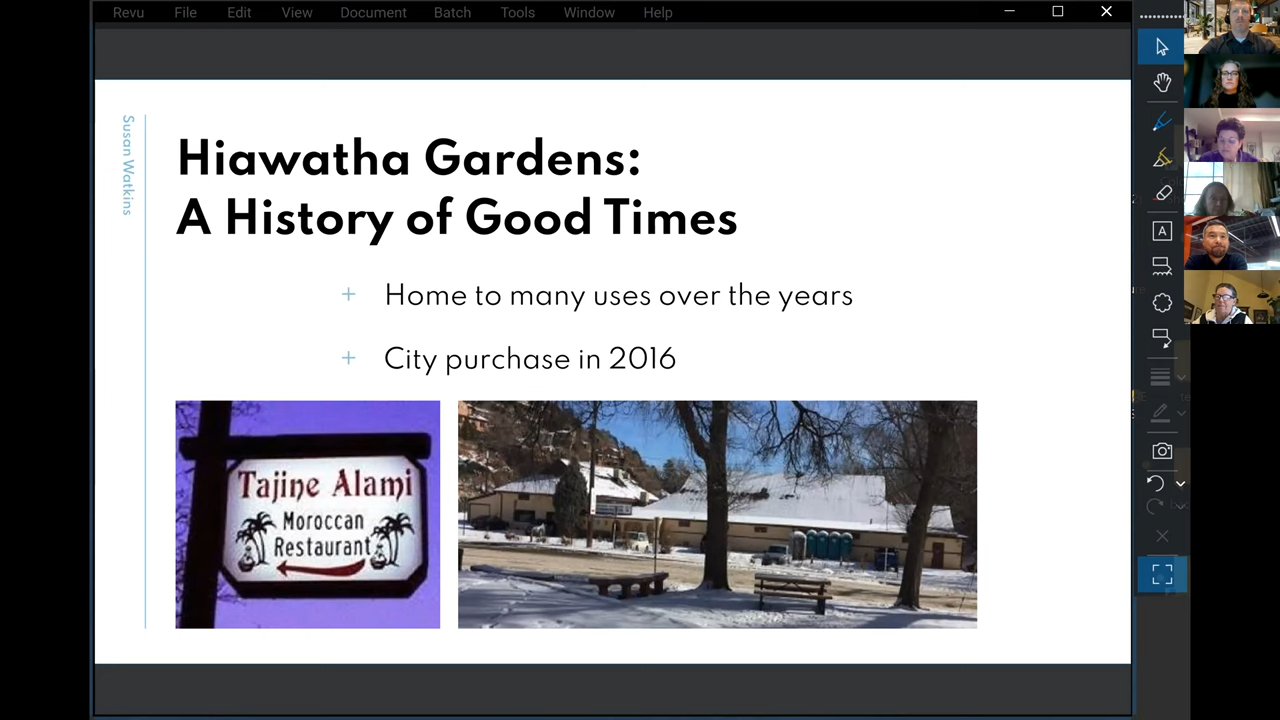 Revu File Edit View Document Batch Tools Window Help
Susan Watkins
Hiawatha Gardens:
A History of Good Times
+ Home to many uses over the years
+ City purchase in 2016
Tajine Alami
Moroccan
Restaurant
A